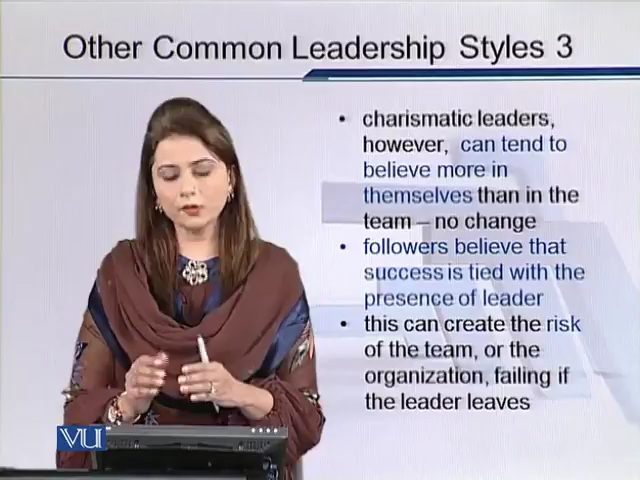 Other Common Leadership Styles 3
• charismatic leaders,
however, can tend to
believe more in
themselves than in the
team – no change
• followers believe that
success is tied with the
presence of leader
• this can create the risk
of the team, or the
organization, failing if
the leader leaves
VU